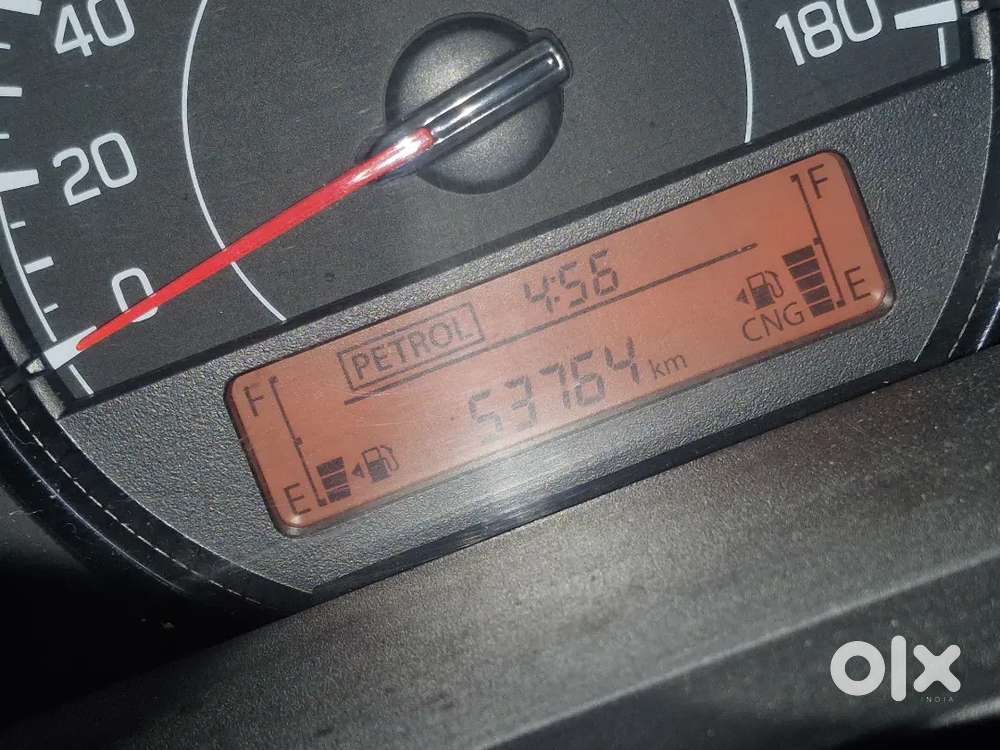 40
20
0
180
PETROL 4:56
53764 km
F
E
F
E
CNG
olx
INDIA